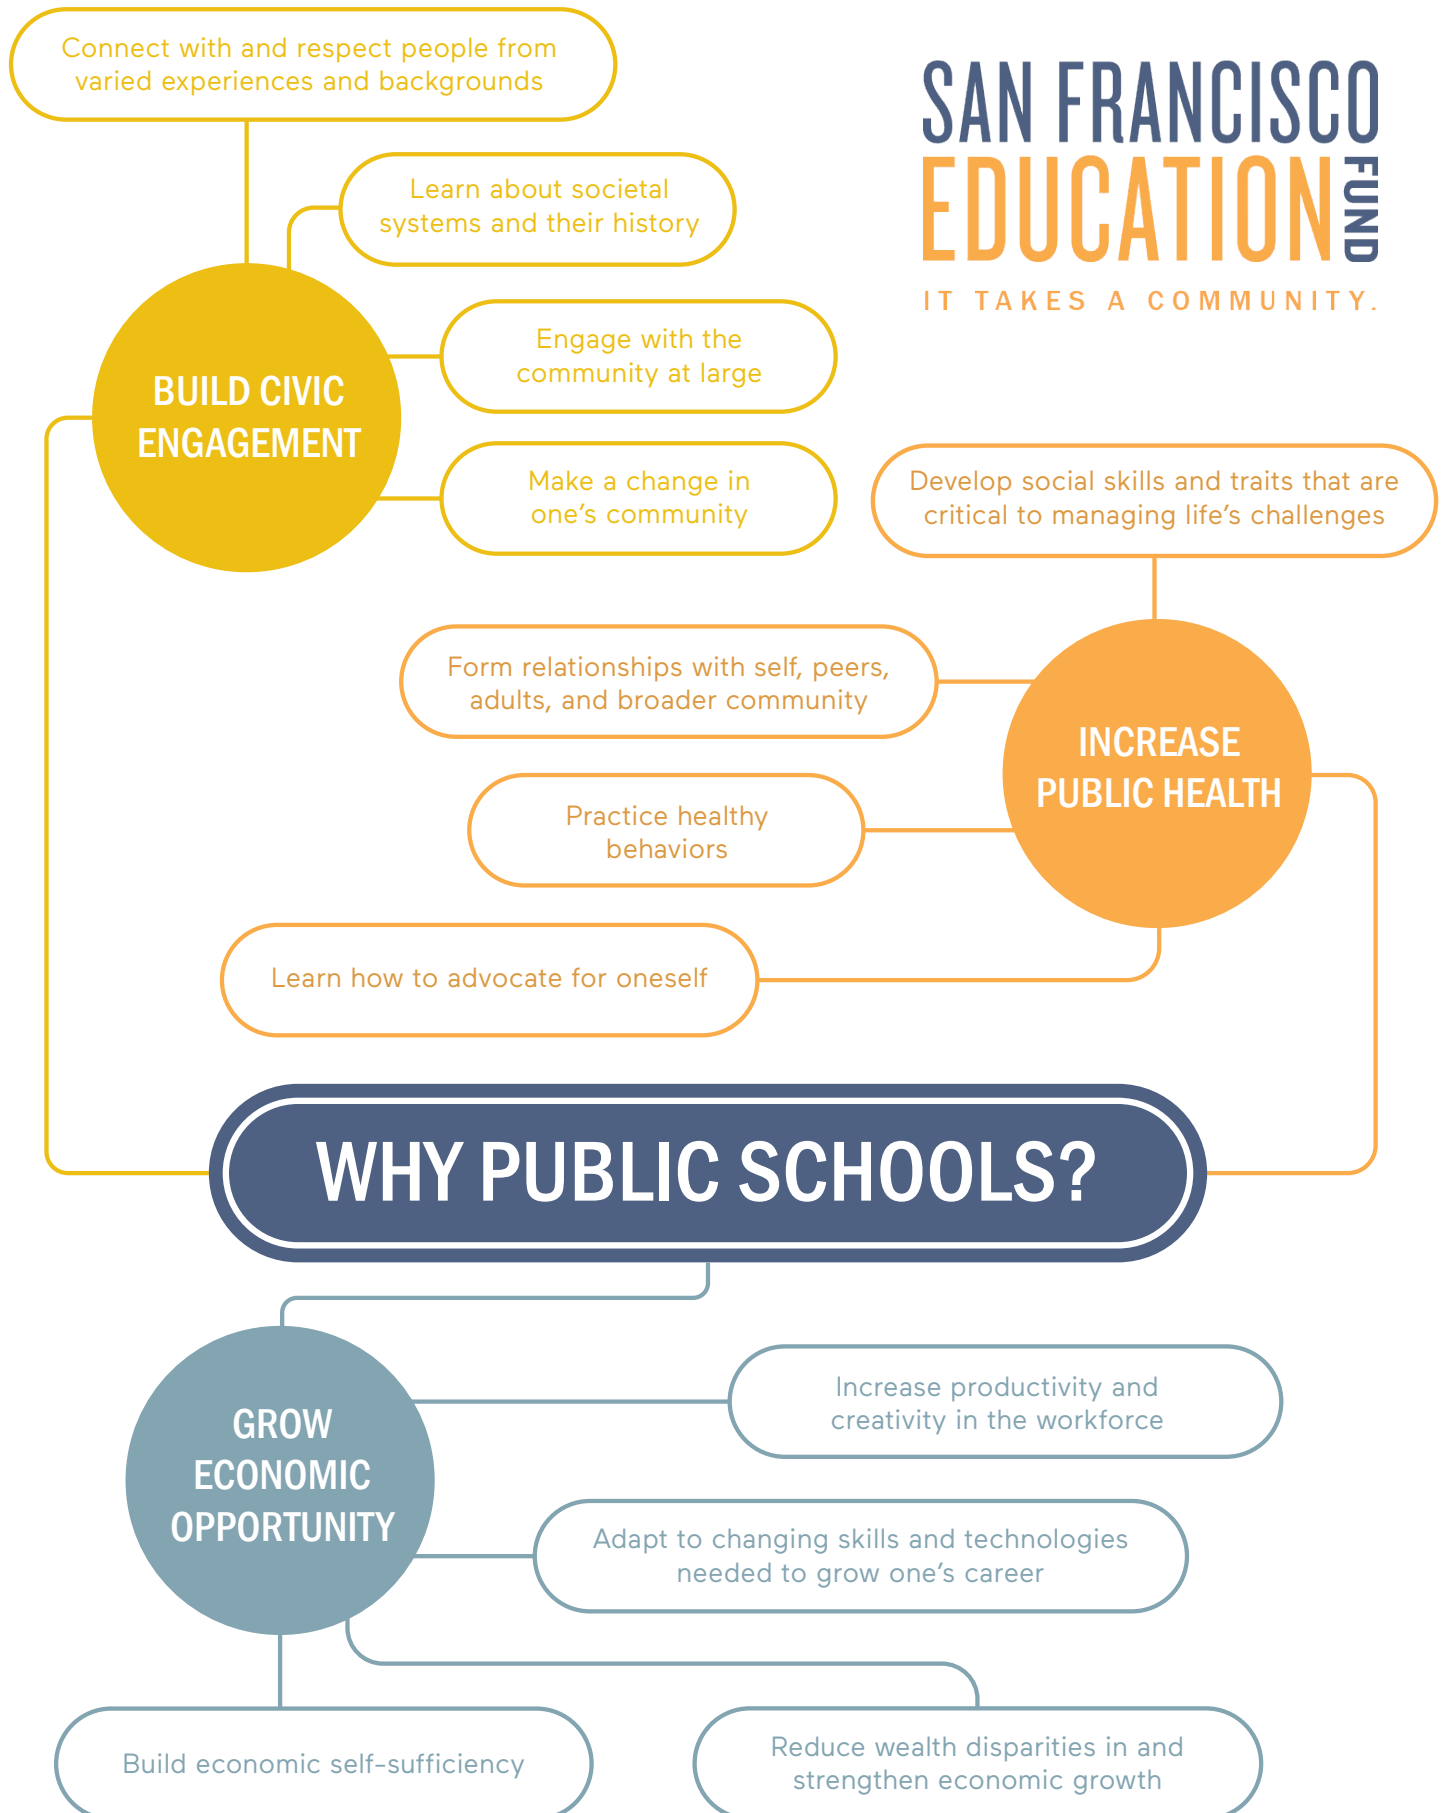 Connect with and respect people from
varied experiences and backgrounds
SAN FRANCISCO
EDUCATION
FUND
IT TAKES A COMMUNITY.
Learn about societal
systems and their history
Engage with the
community at large
BUILD CIVIC
ENGAGEMENT
Make a change in
one's community
Develop social skills and traits that are
critical to managing life's challenges
Form relationships with self, peers,
adults, and broader community
INCREASE
PUBLIC HEALTH
Practice healthy
behaviors
Learn how to advocate for oneself
WHY PUBLIC SCHOOLS?
GROW
ECONOMIC
OPPORTUNITY
Increase productivity and
creativity in the workforce
Adapt to changing skills and technologies
needed to grow one's career
Build economic self-sufficiency
Reduce wealth disparities in and
strengthen economic growth